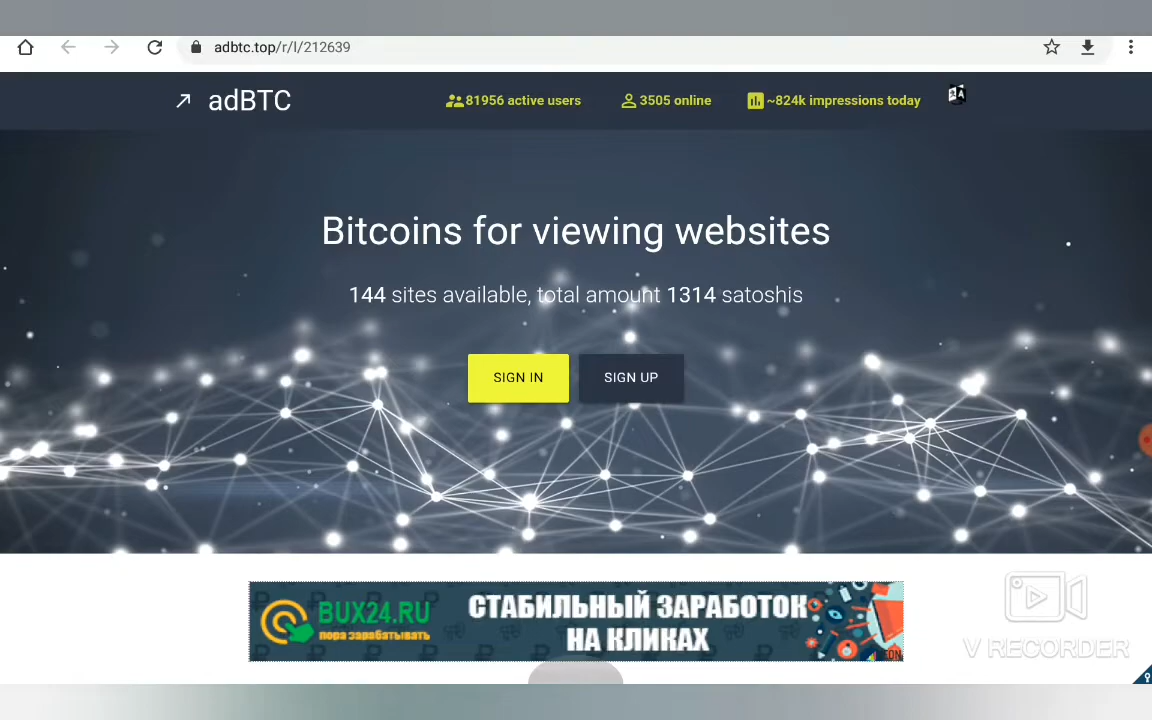 adbtc.top/r/l/212639
adBTC
81956 active users
3505 online
~824k impressions today
Bitcoins for viewing websites
144 sites available, total amount 1314 satoshis
SIGN IN
SIGN UP
BUX24.RU
пора зарабатывать
СТАБИЛЬНЫЙ ЗАРАБОТОК
НА КЛИКАХ
V RECORDER